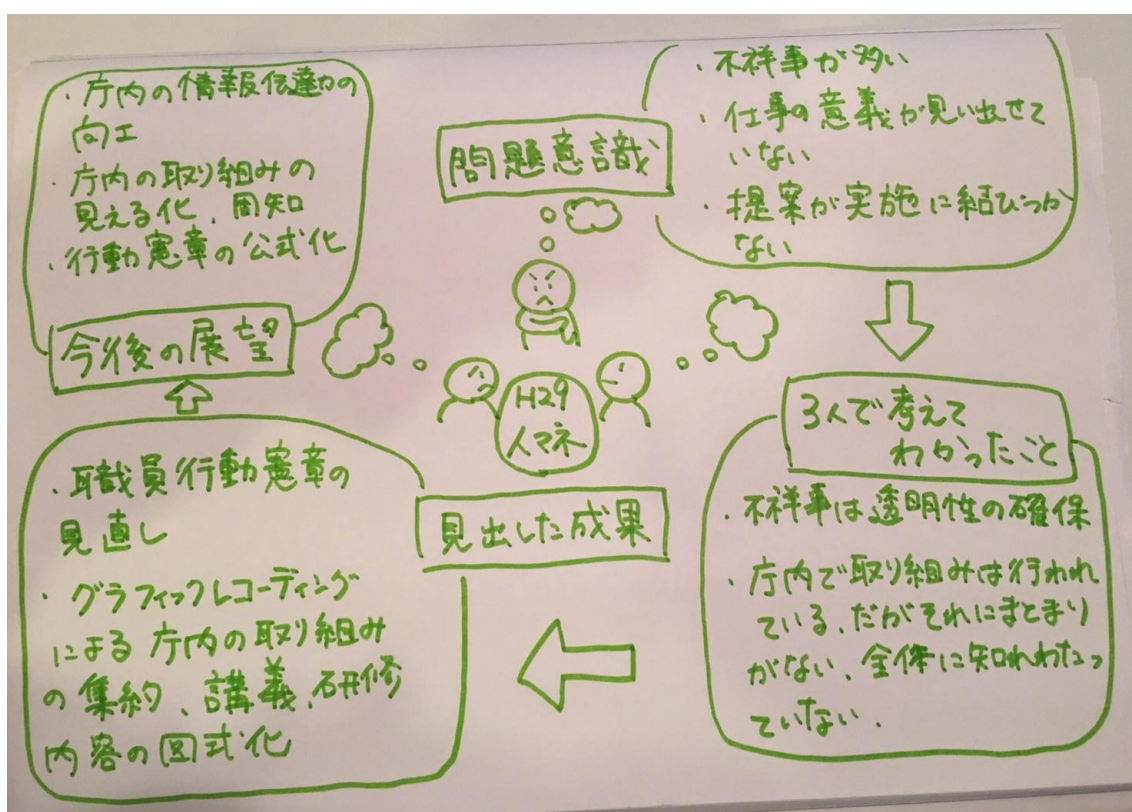 問題意識
・不祥事が多い
・仕事の意義が見い出せて
いない
・提案が実施に結びつか
ない
3人で考えて
わかったこと
・不祥事は透明性の確保
・庁内で取り組みは行われ
ている、だがそれにまとまり
がない、全体に知れわたっ
ていない、
見出した成果
・職員行動憲章の
見直し
・グラフィックレコーディング
による庁内の取り組み
の集約、講義、研修
内容の図式化
今後の展望
・庁内の情報伝達力の
向上
・庁内の取り組みの
見える化、周知
・行動憲章の公式化
H29
人マネ